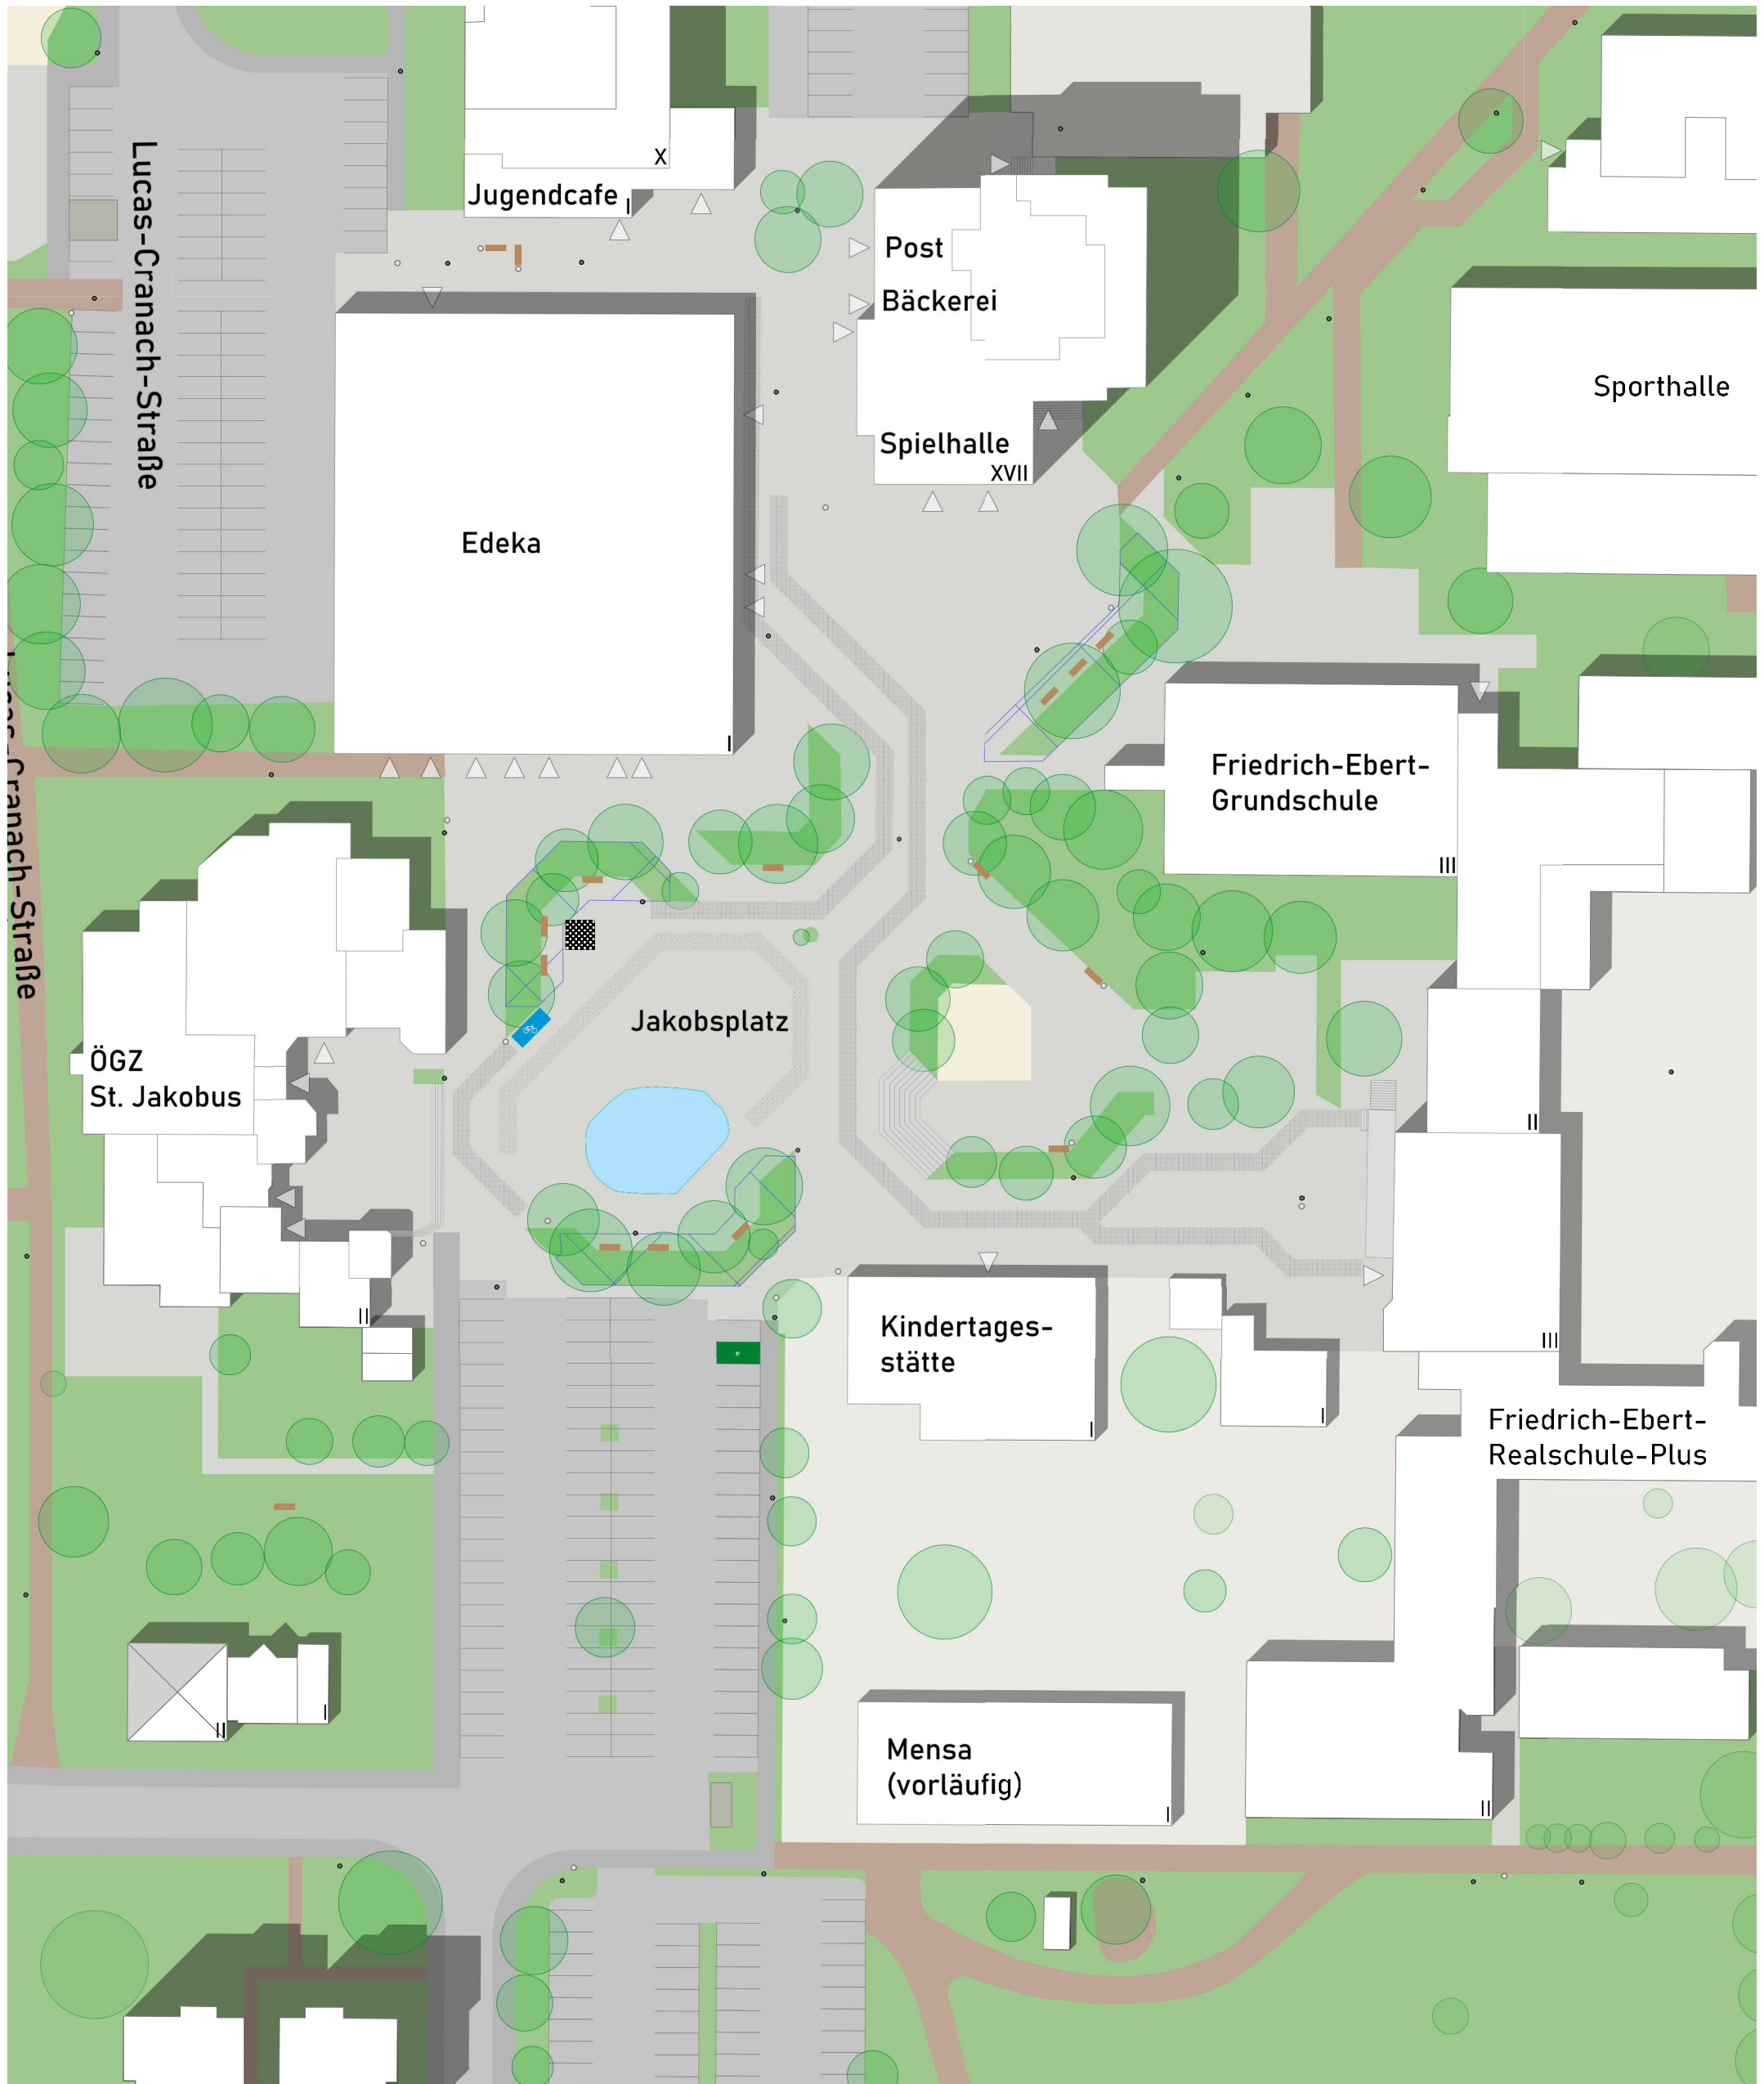 Lucas-Cranach-Straße
X
Jugendcafe
I
Post
Bäckerei
Spielhalle
XVII
Sporthalle
Edeka
I
Lucas-Cranach-Straße
Friedrich-Ebert-
Grundschule
III
Jakobsplatz
ÖGZ
St. Jakobus
II
II
Kindertages-
stätte
I
I
III
Friedrich-Ebert-
Realschule-Plus
I
II
Mensa
(vorläufig)
I
II